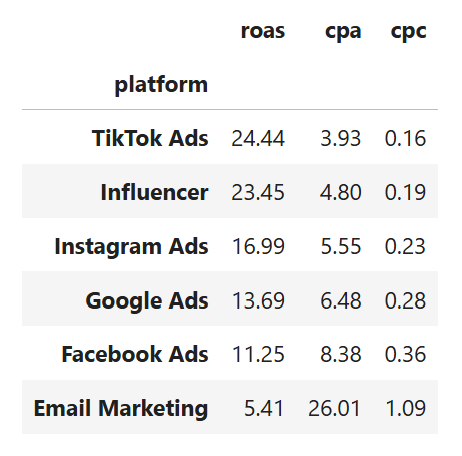 roas cpa cpc
platform
TikTok Ads 24.44 3.93 0.16
Influencer 23.45 4.80 0.19
Instagram Ads 16.99 5.55 0.23
Google Ads 13.69 6.48 0.28
Facebook Ads 11.25 8.38 0.36
Email Marketing 5.41 26.01 1.09